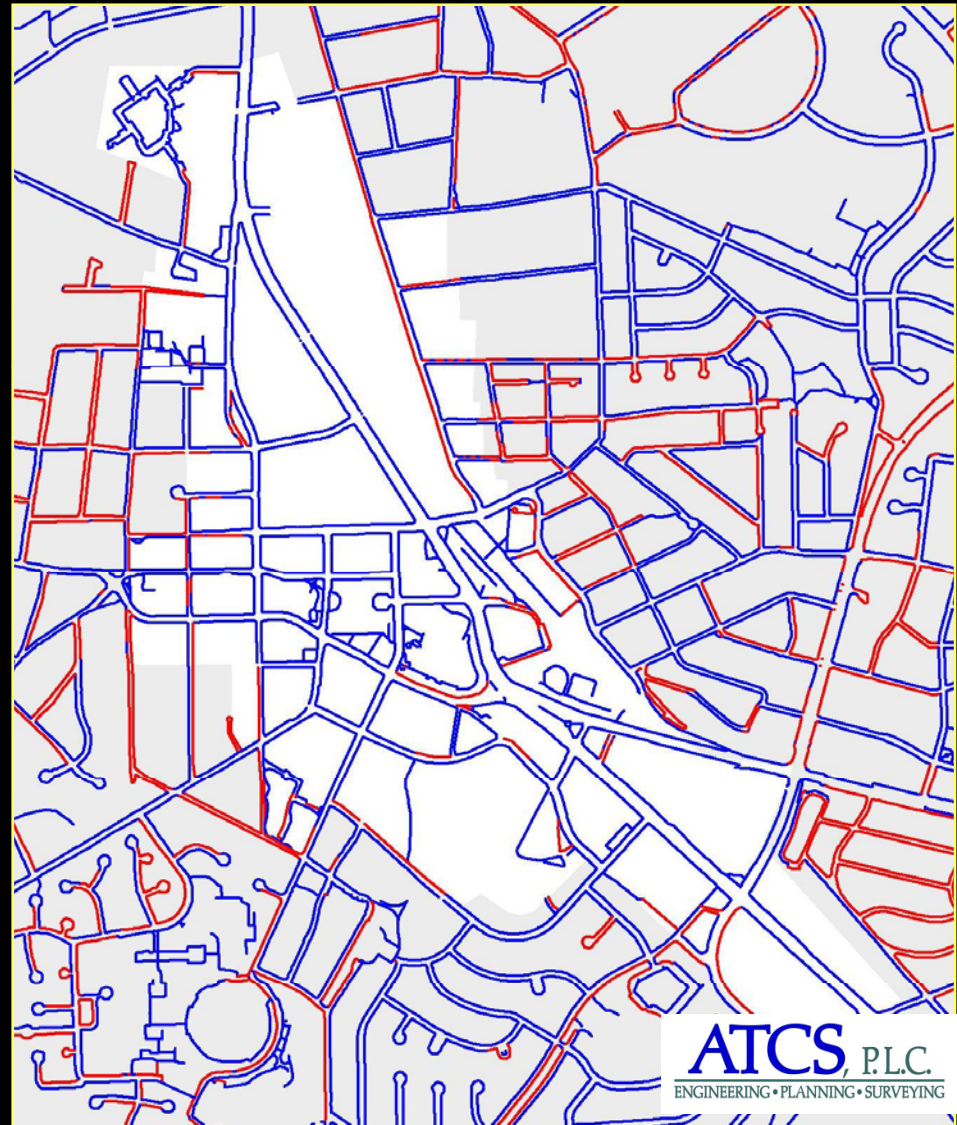 ATCS, P.L.C.
ENGINEERING • PLANNING • SURVEYING